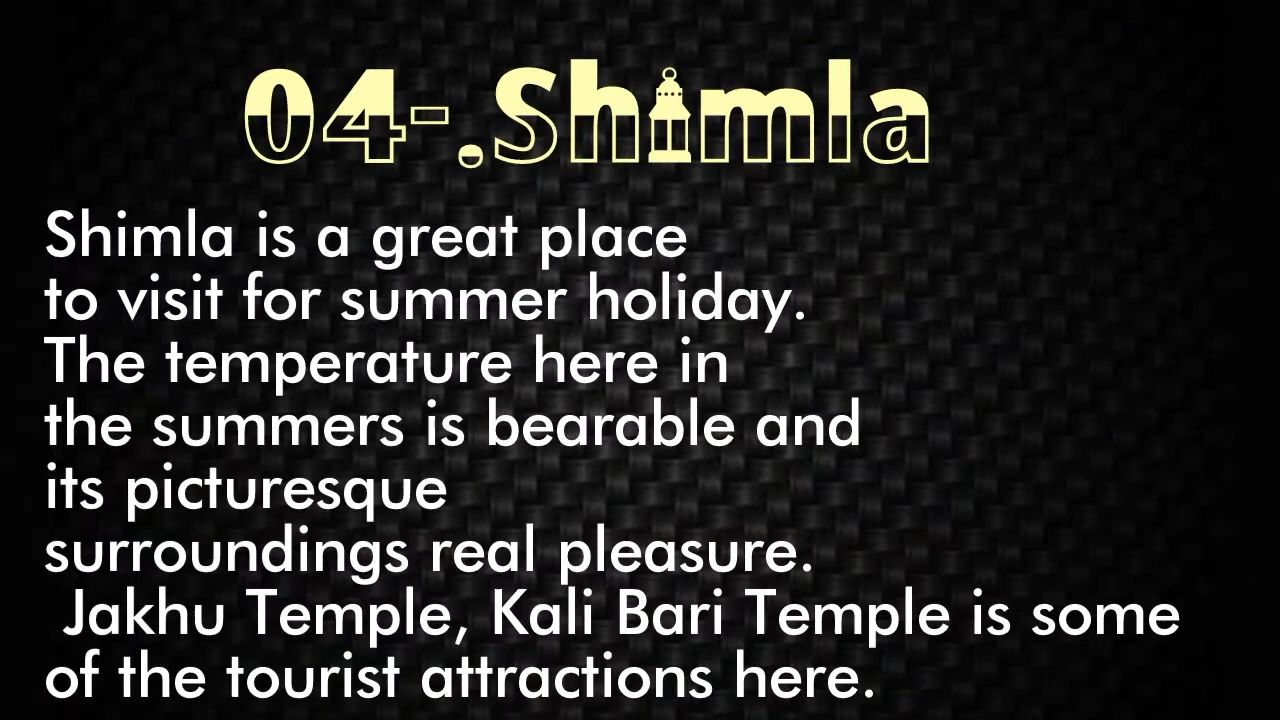 04-.Shimla
Shimla is a great place
to visit for summer holiday.
The temperature here in
the summers is bearable and
its picturesque
surroundings real pleasure.
Jakhu Temple, Kali Bari Temple is some
of the tourist attractions here.